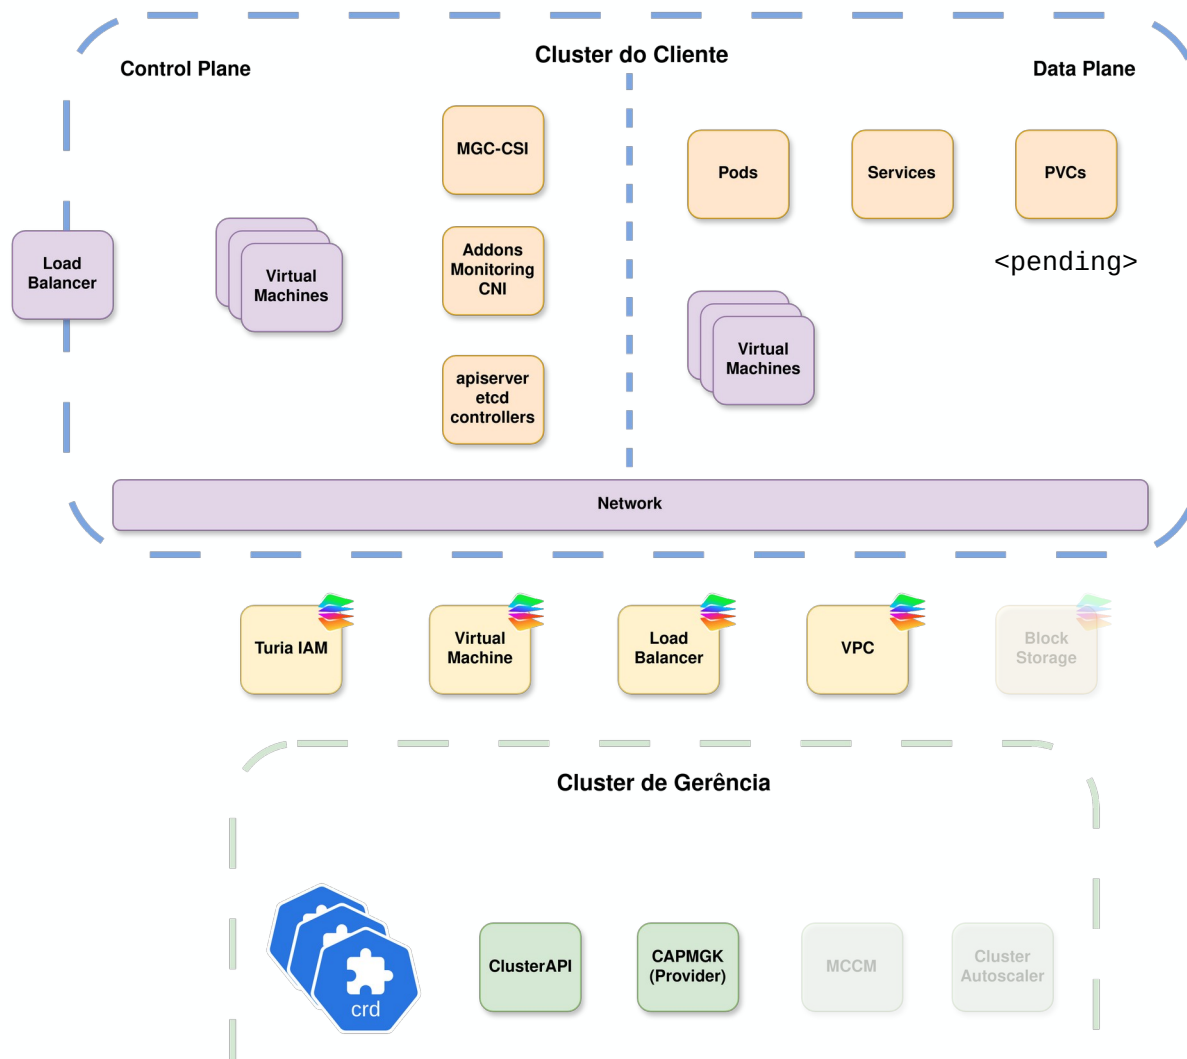 Cluster do Cliente
Control Plane
Data Plane
MGC-CSI
Pods
Services
PVCs
Load
Balancer
Virtual
Machines
Addons
Monitoring
CNI
<pending>
Virtual
Machines
apiserver
etcd
controllers
Network
Turia IAM
Virtual
Machine
Load
Balancer
VPC
Block
Storage
Cluster de Gerência
crd
ClusterAPI
CAPMGK
(Provider)
MCCM
Cluster
Autoscaler